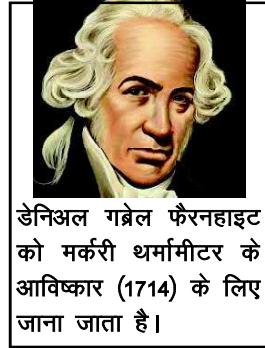 डेनिअल गब्रेल फैरनहाइट
को मर्करी थर्मामीटर के
आविष्कार (1714) के लिए
जाना जाता है।